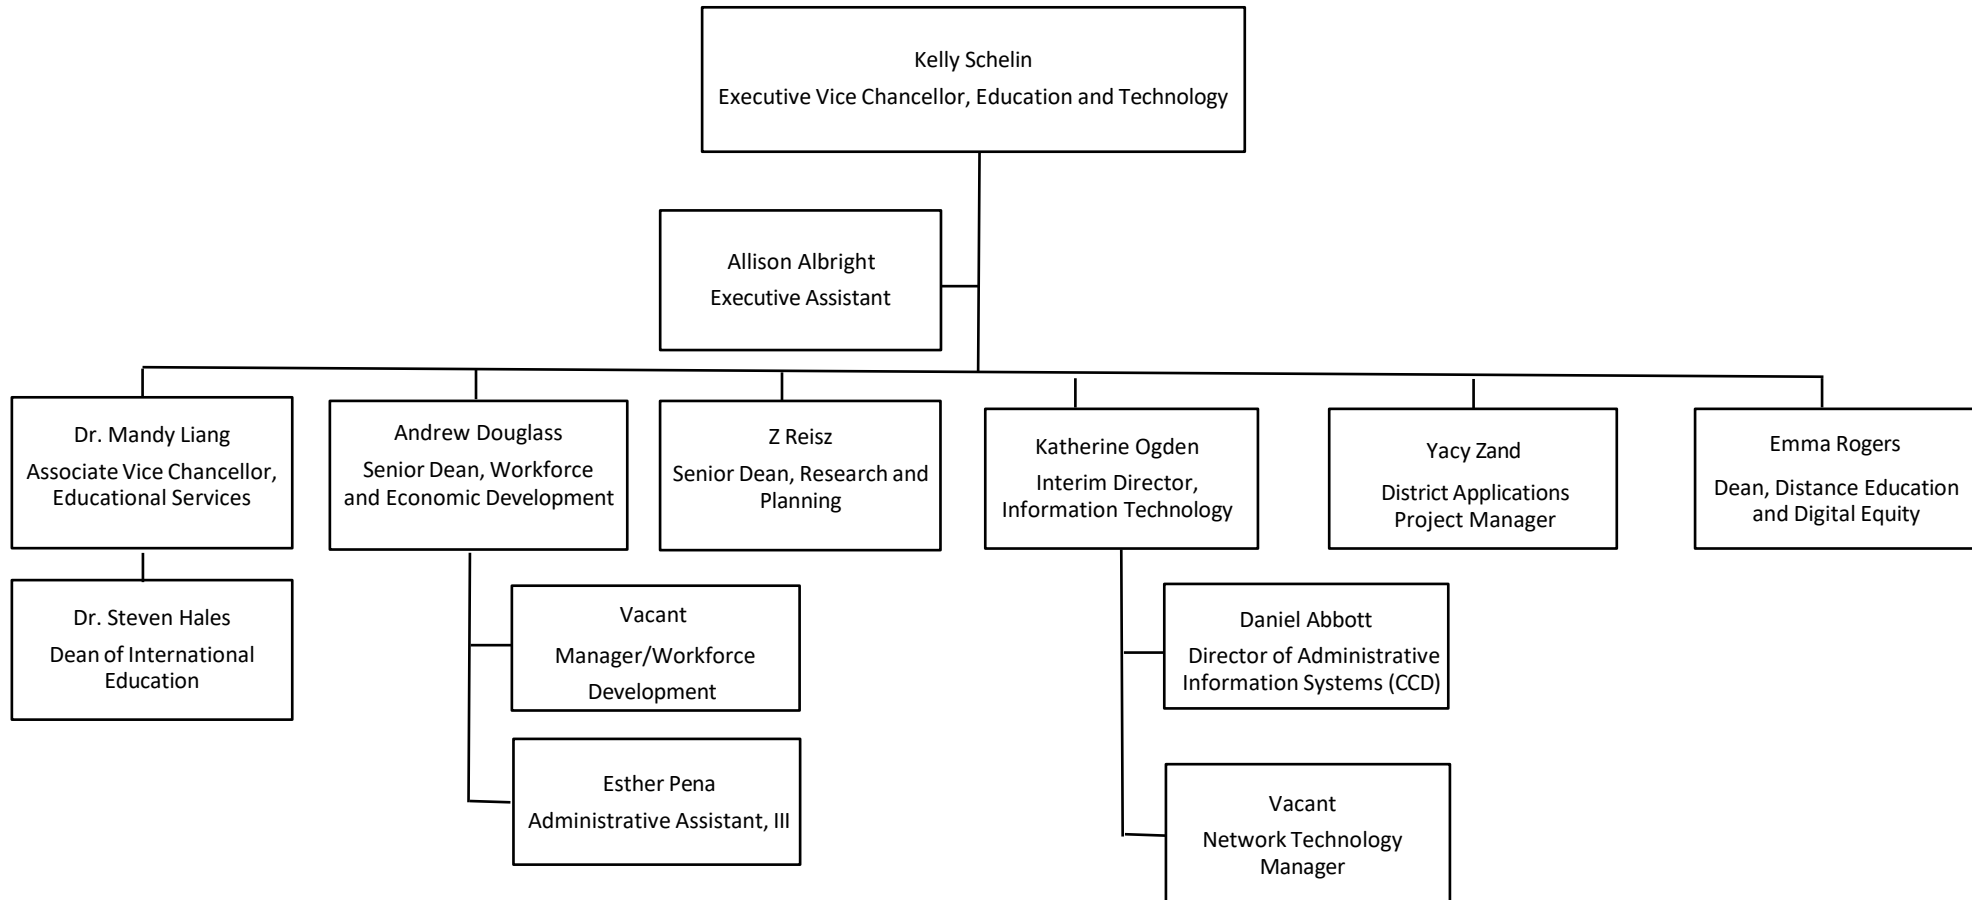 Kelly Schelin
Executive Vice Chancellor, Education and Technology
Allison Albright
Executive Assistant
Dr. Mandy Liang
Associate Vice Chancellor,
Educational Services
Andrew Douglass
Senior Dean, Workforce
and Economic Development
Z Reisz
Senior Dean, Research and
Planning
Katherine Ogden
Interim Director,
Information Technology
Yacy Zand
District Applications
Project Manager
Emma Rogers
Dean, Distance Education
and Digital Equity
Dr. Steven Hales
Dean of International
Education
Vacant
Manager/Workforce
Development
Daniel Abbott
Director of Administrative
Information Systems (CCD)
Esther Pena
Administrative Assistant, III
Vacant
Network Technology
Manager